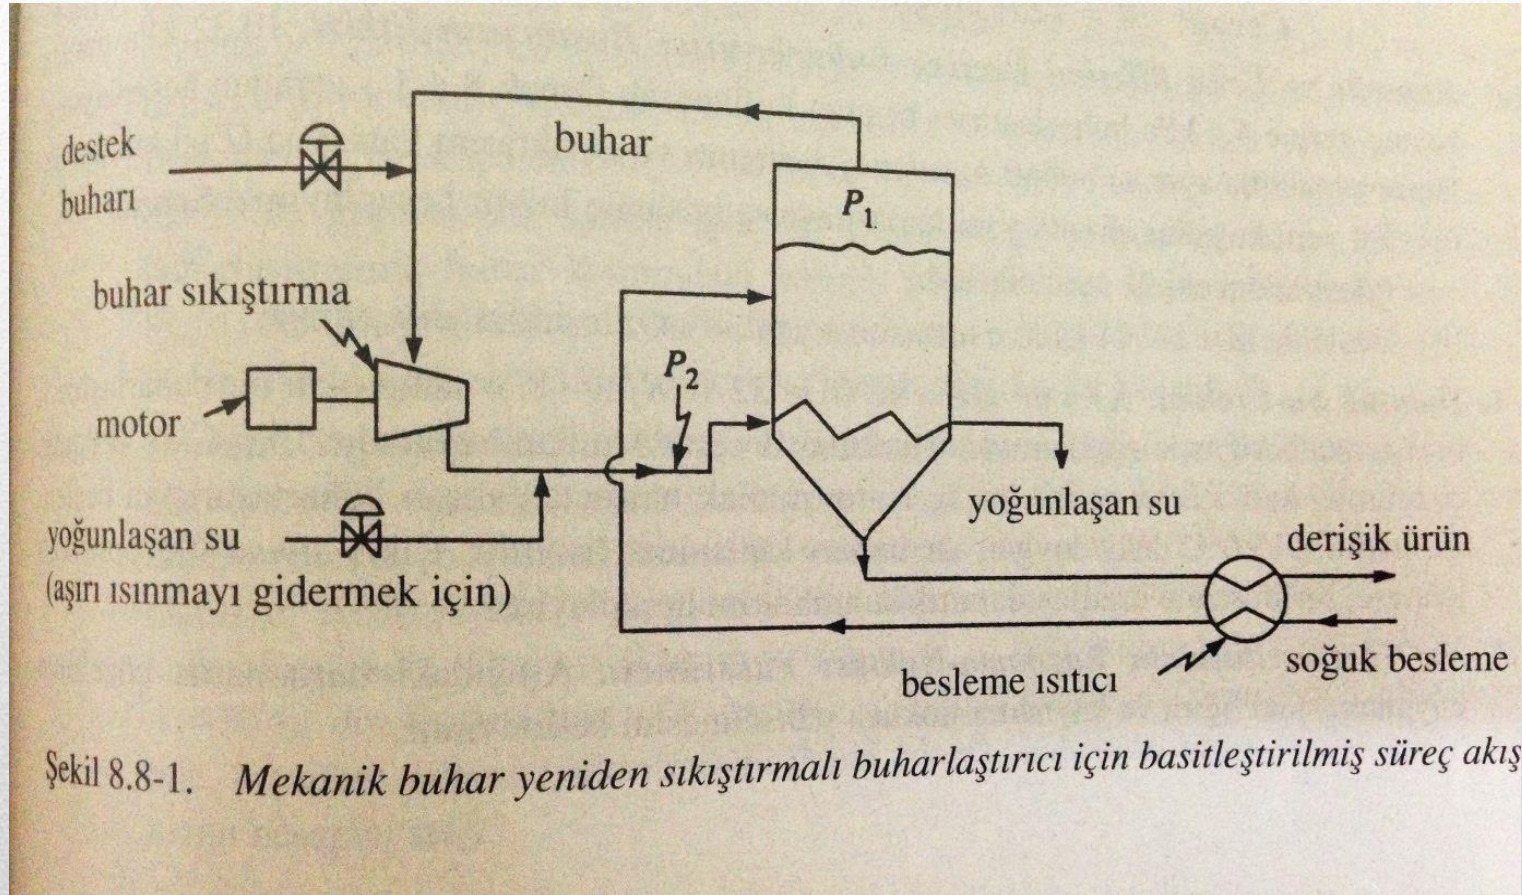 destek
buharı
buhar
P₁
buhar sıkıştırma
P₂
motor
yoğunlaşan su
yoğunlaşan su
(aşırı ısınmayı gidermek için)
derişik ürün
soğuk besleme
besleme ısıtıcı
Şekil 8.8-1. Mekanik buhar yeniden sıkıştırmalı buharlaştırıcı için basitleştirilmiş süreç akış